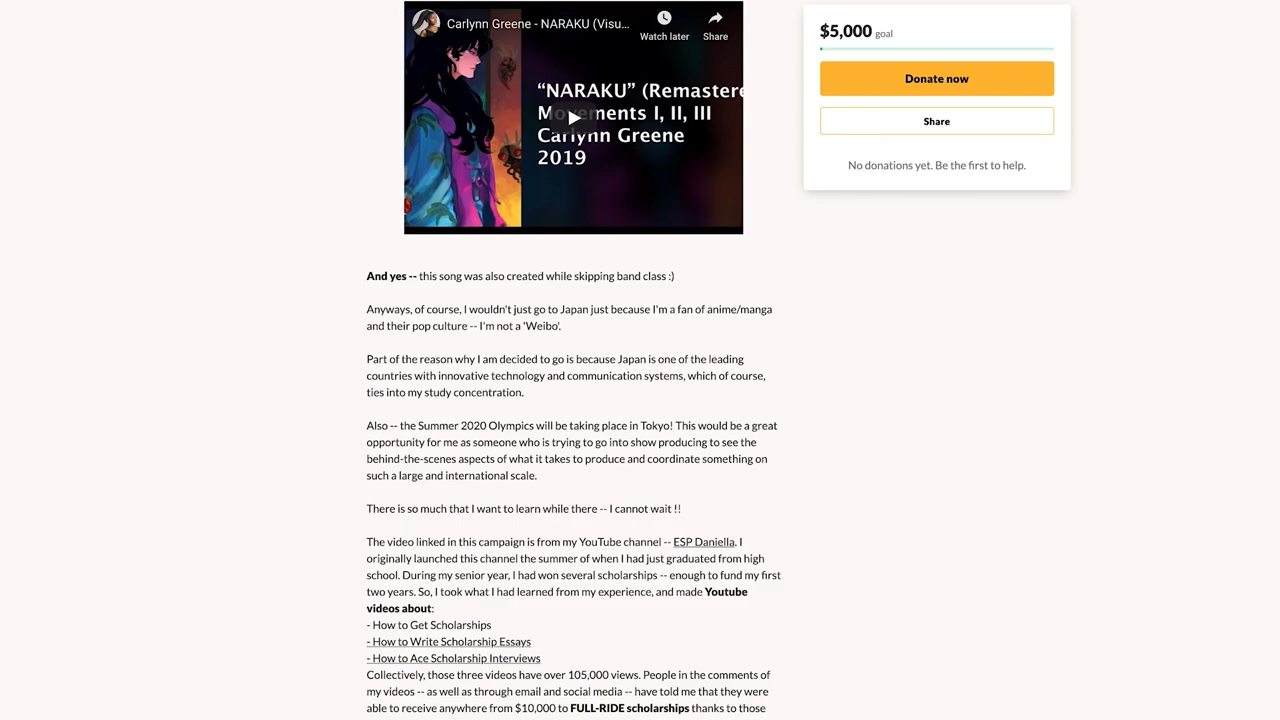 Carlynn Greene - NARAKU (Visu...
Watch later
Share
"NARAKU" (Remastere
Movements I, II, III
Carlynn Greene
2019
$5,000 goal
Donate now
Share
No donations yet. Be the first to help.
And yes -- this song was also created while skipping band class :)
Anyways, of course, I wouldn't just go to Japan just because I'm a fan of anime/manga
and their pop culture -- I'm not a 'Weibo'.
Part of the reason why I am decided to go is because Japan is one of the leading
countries with innovative technology and communication systems, which of course,
ties into my study concentration.
Also -- the Summer 2020 Olympics will be taking place in Tokyo! This would be a great
opportunity for me as someone who is trying to go into show producing to see the
behind-the-scenes aspects of what it takes to produce and coordinate something on
such a large and international scale.
There is so much that I want to learn while there -- I cannot wait !!
The video linked in this campaign is from my YouTube channel -- ESP Daniella. I
originally launched this channel the summer of when I had just graduated from high
school. During my senior year, I had won several scholarships -- enough to fund my first
two years. So, I took what I had learned from my experience, and made Youtube
videos about:
- How to Get Scholarships
- How to Write Scholarship Essays
- How to Ace Scholarship Interviews
Collectively, those three videos have over 105,000 views. People in the comments of
my videos -- as well as through email and social media -- have told me that they were
able to receive anywhere from $10,000 to FULL-RIDE scholarships thanks to those